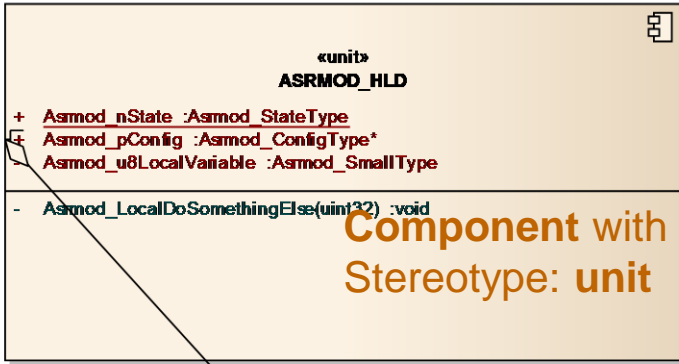 «unit»
ASRMOD_HLD
+ Asrmod_nState :Asrmod_StateType
+ Asrmod_pConfig :Asrmod_ConfigType*
- Asrmod_u8LocalVariable :Asrmod_SmallType
- Asrmod_LocalDoSomethingElse(uint32) :void
Component with
Stereotype: unit